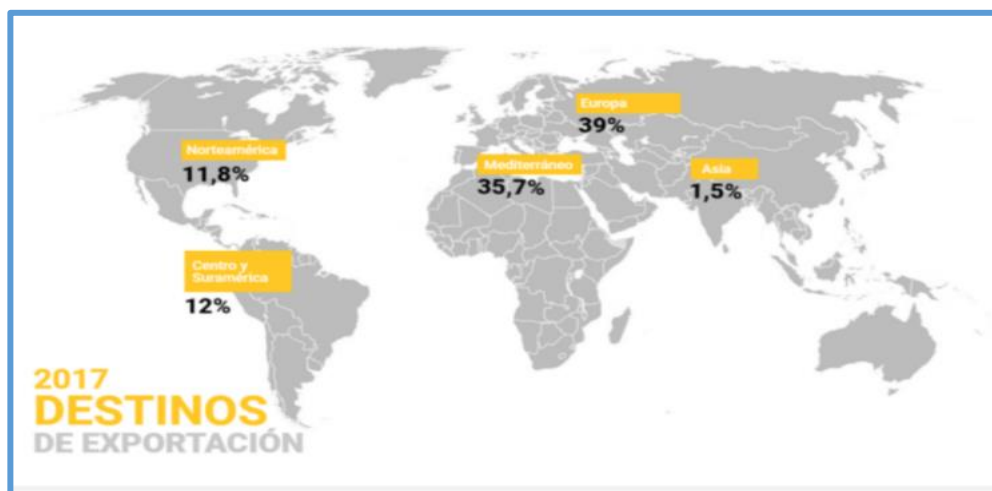 Europa
39%
Norteamérica
11,8%
Mediterráneo
35,7%
Asia
1,5%
Centro y
Suramérica
12%
2017
DESTINOS
DE EXPORTACIÓN